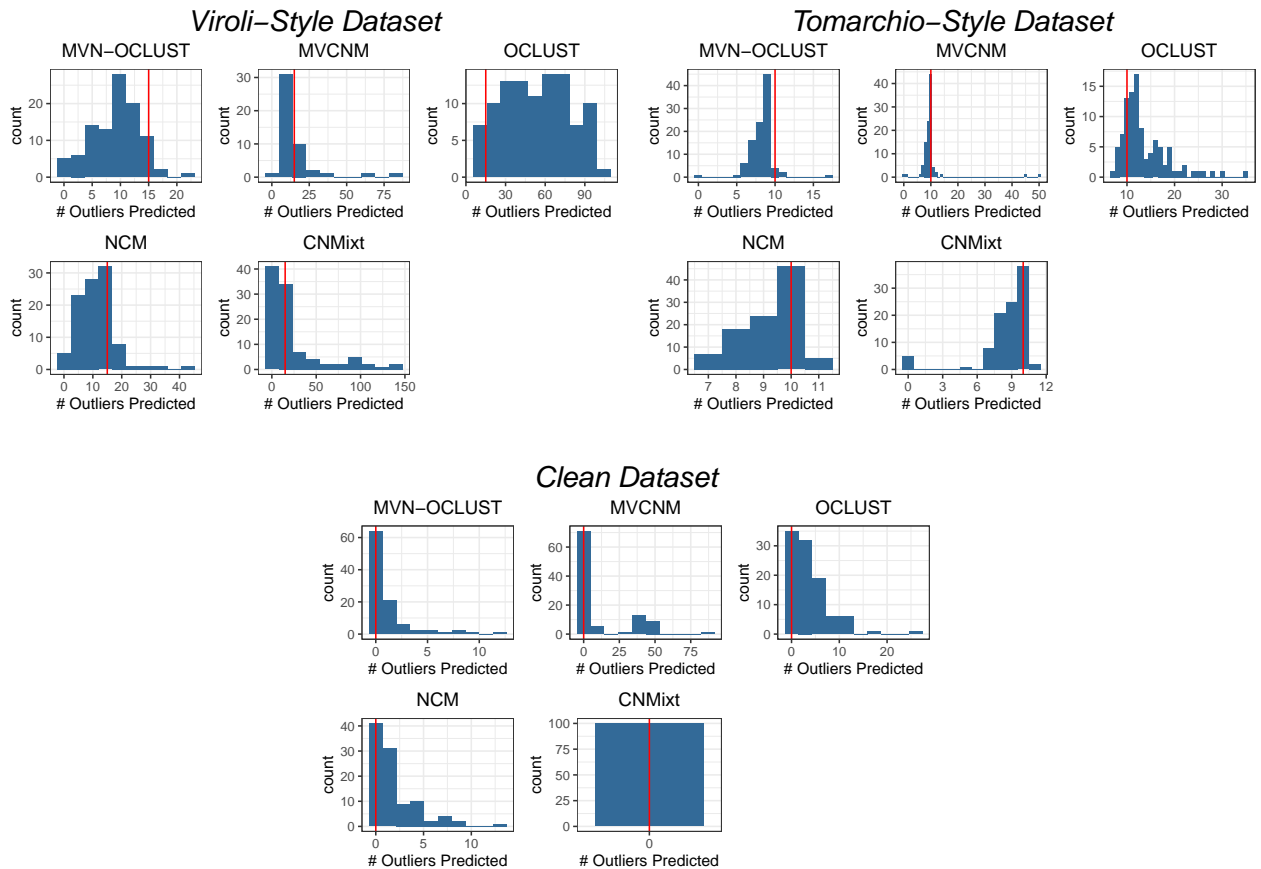 Viroli−Style Dataset
MVN−OCLUST MVCNM OCLUST
count
20
10
0
0 5 10 15 20
# Outliers Predicted
count
30
20
10
0
0 25 50 75
# Outliers Predicted
count
10
5
0
0 30 60 90
# Outliers Predicted
NCM CNMixt
count
30
20
10
0
0 10 20 30 40
# Outliers Predicted
count
40
30
20
10
0
0 50 100 150
# Outliers Predicted
Tomarchio−Style Dataset
MVN−OCLUST MVCNM OCLUST
count
40
30
20
10
0
0 5 10 15
# Outliers Predicted
count
40
30
20
10
0
0 10 20 30 40 50
# Outliers Predicted
count
15
10
5
0
10 20 30
# Outliers Predicted
NCM CNMixt
count
40
30
20
10
0
7 8 9 10 11
# Outliers Predicted
count
30
20
10
0
0 3 6 9 12
# Outliers Predicted
Clean Dataset
MVN−OCLUST MVCNM OCLUST
count
60
40
20
0
0 5 10
# Outliers Predicted
count
60
40
20
0
0 25 50 75
# Outliers Predicted
count
30
20
10
0
0 10 20
# Outliers Predicted
NCM CNMixt
count
40
30
20
10
0
0 5 10
# Outliers Predicted
count
100
75
50
25
0
0
# Outliers Predicted